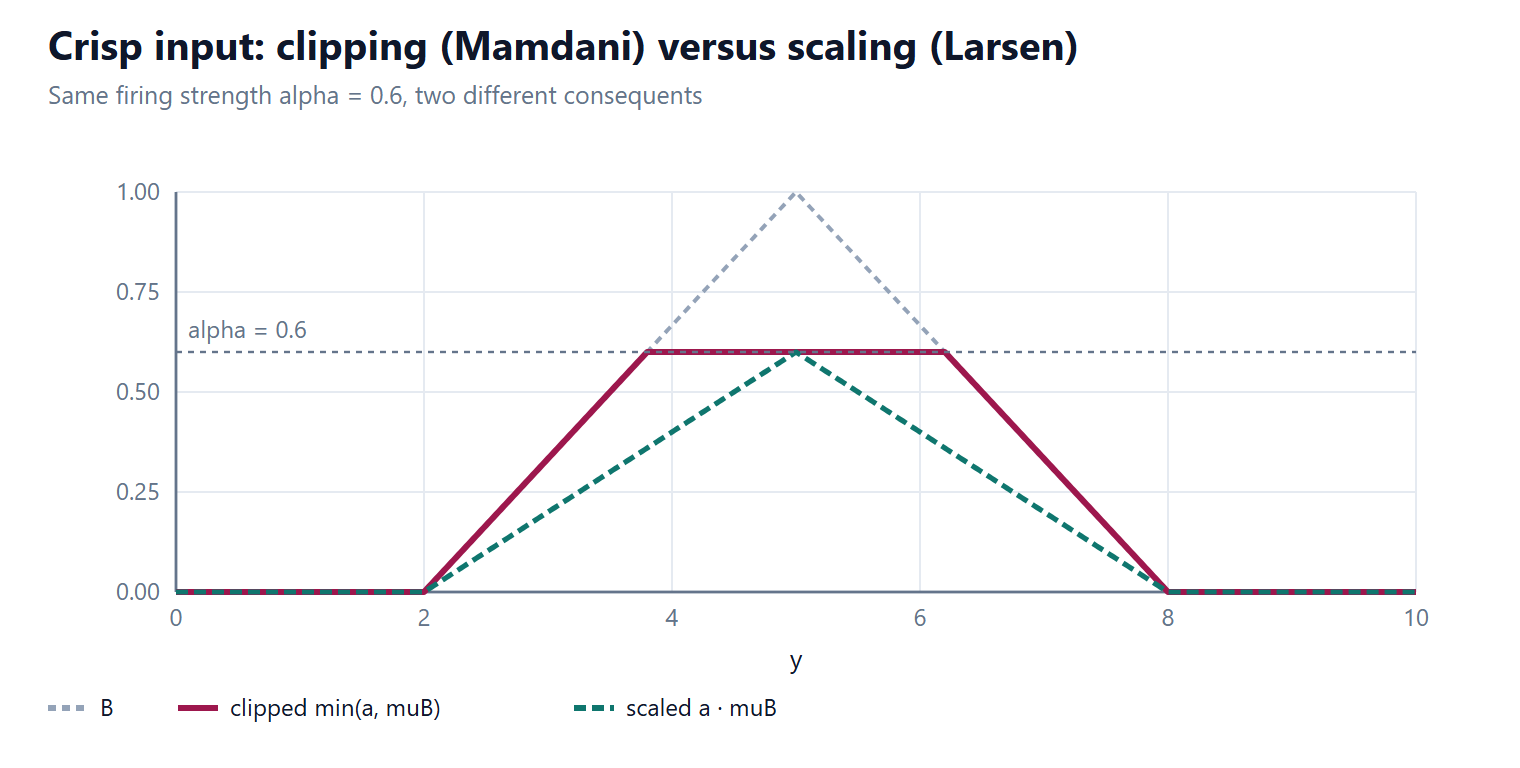 Crisp input: clipping (Mamdani) versus scaling (Larsen)
Same firing strength alpha = 0.6, two different consequents
1.00
0.75
alpha = 0.6
0.50
0.25
0.00
0 2 4 6 8 10
y
B clipped min(a, muB) scaled a · muB